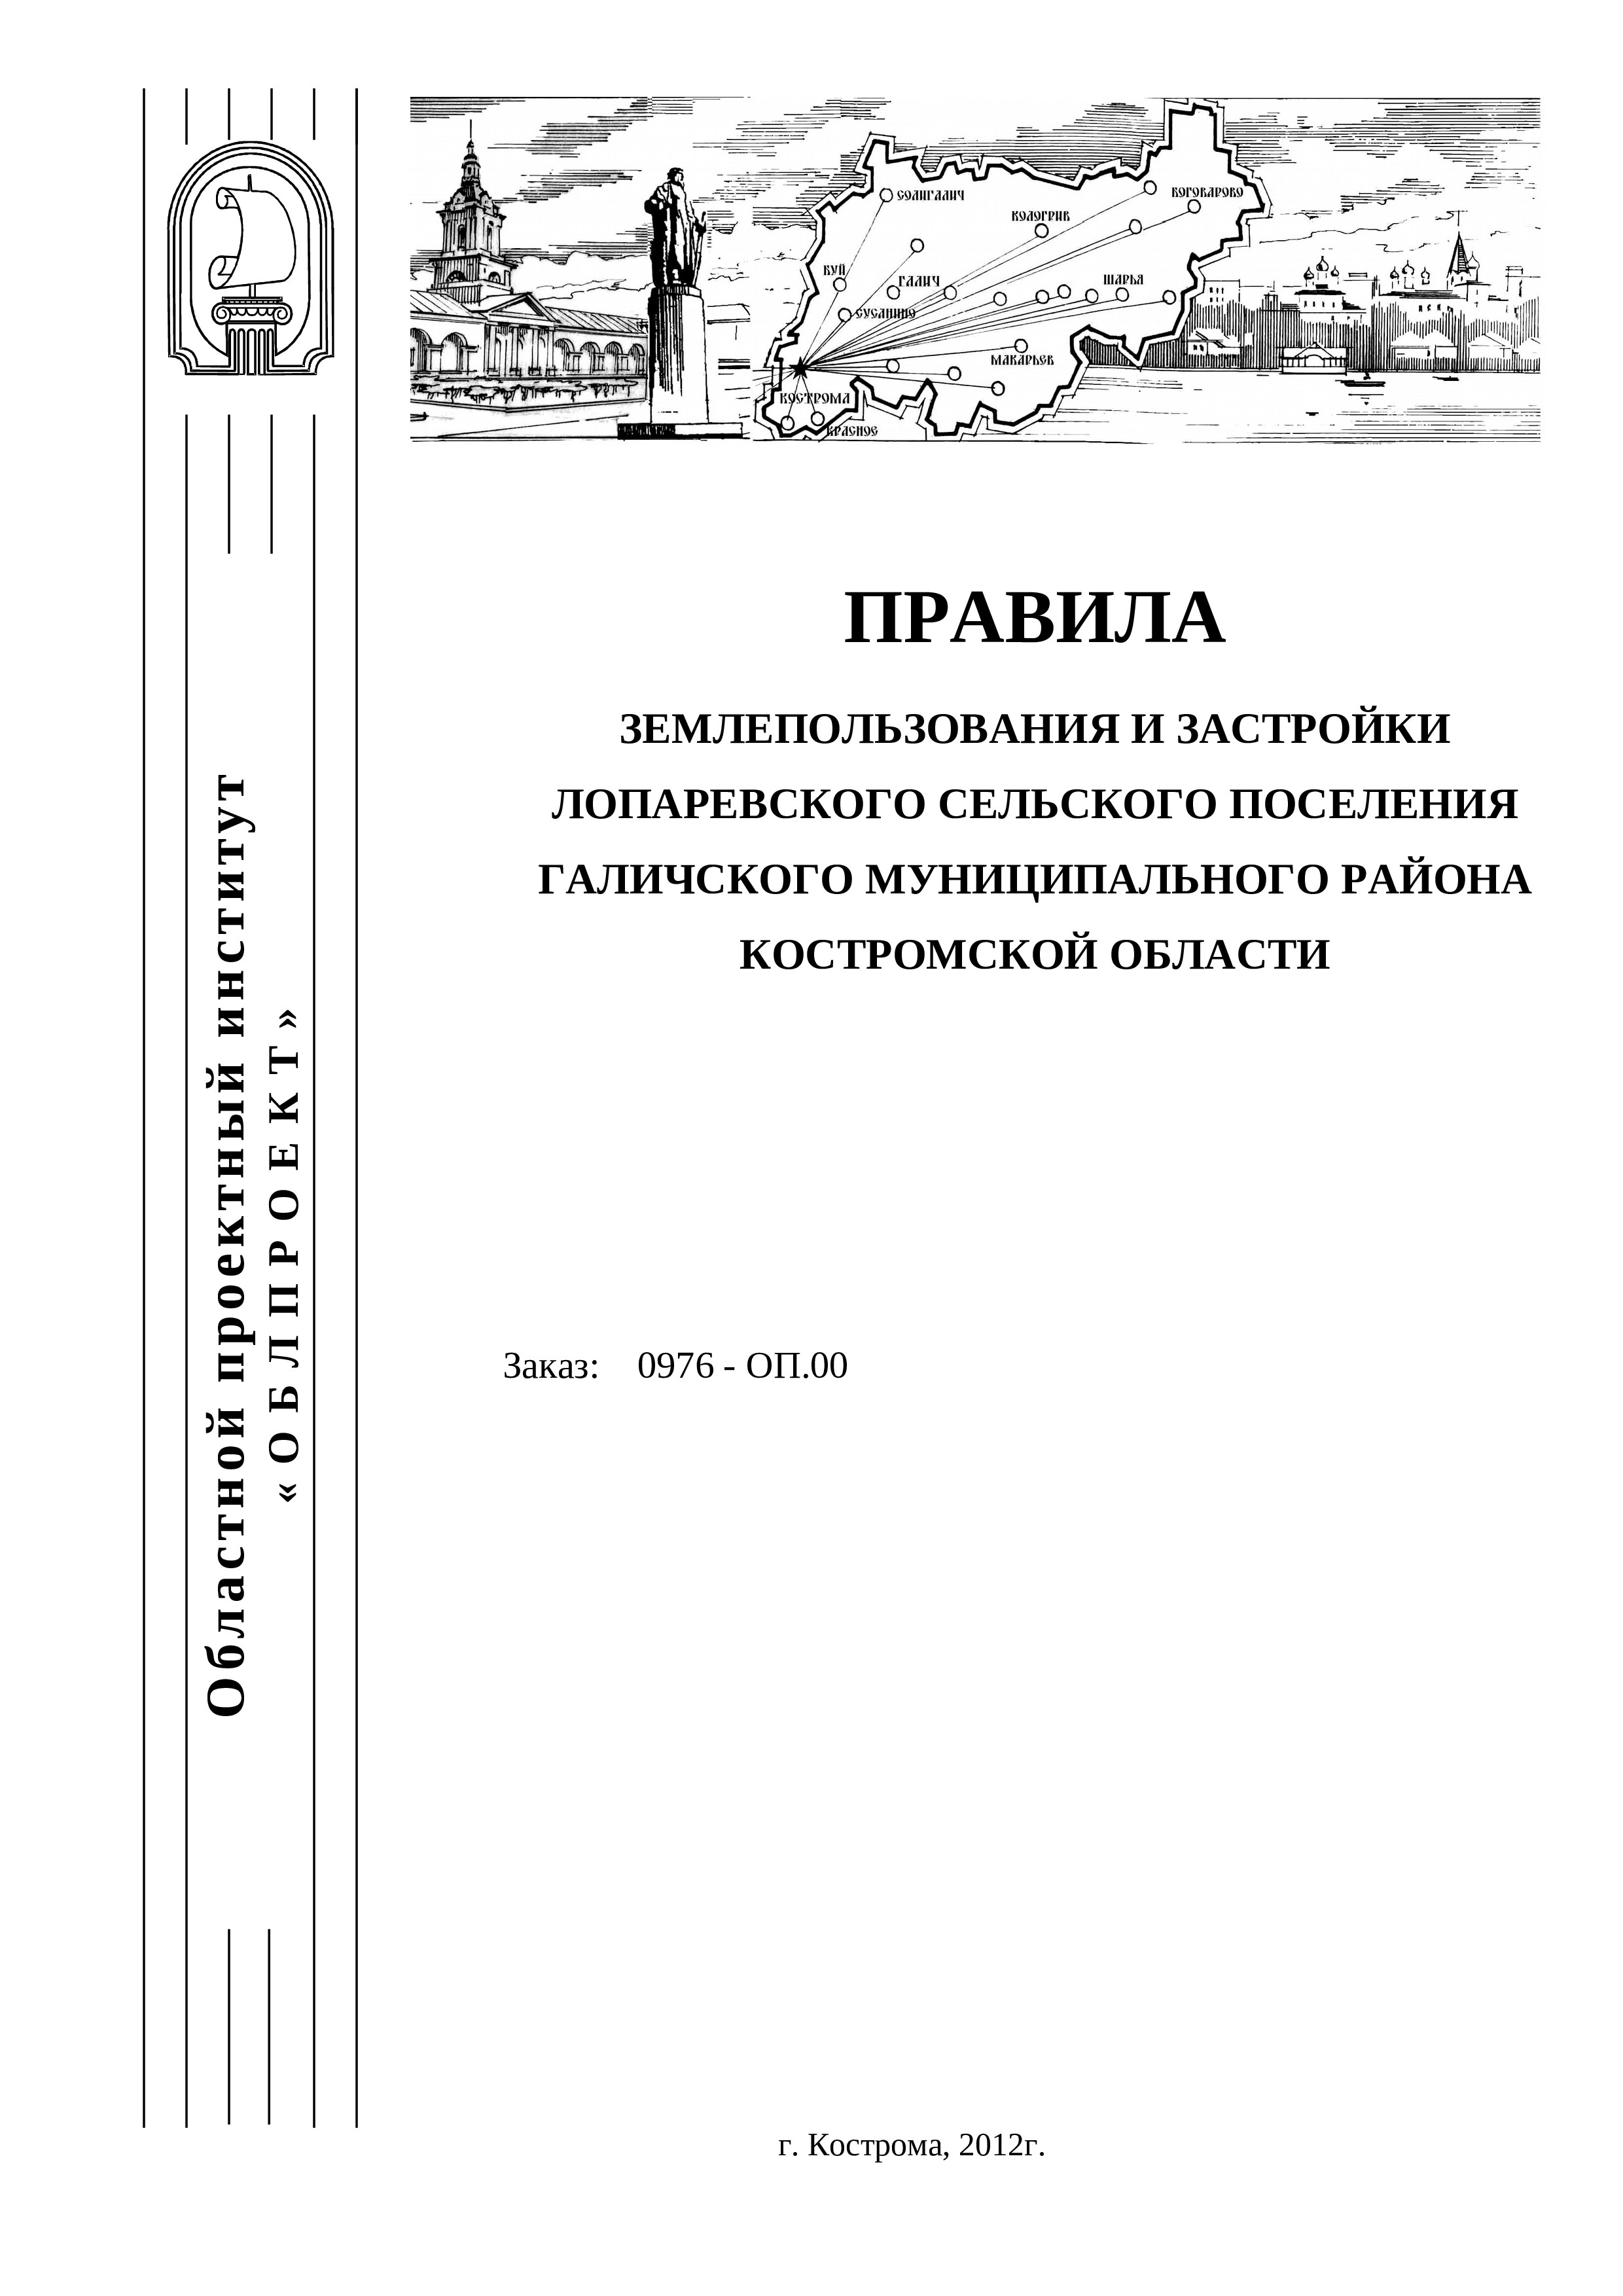 СОЛИГАЛИЧ
КОЛОГРИВ
БОГОВАРОВО
БУЙ
ГАЛИЧ
ШАРЬЯ
СУСАНИНО
МАКАРЬЕВ
КОСТРОМА
КРАСНОЕ
Областной проектный институт
«ОБЛПРОЕКТ»
ПРАВИЛА
ЗЕМЛЕПОЛЬЗОВАНИЯ И ЗАСТРОЙКИ
ЛОПАРЕВСКОГО СЕЛЬСКОГО ПОСЕЛЕНИЯ
ГАЛИЧСКОГО МУНИЦИПАЛЬНОГО РАЙОНА
КОСТРОМСКОЙ ОБЛАСТИ
Заказ: 0976 - ОП.00
г. Кострома, 2012г.